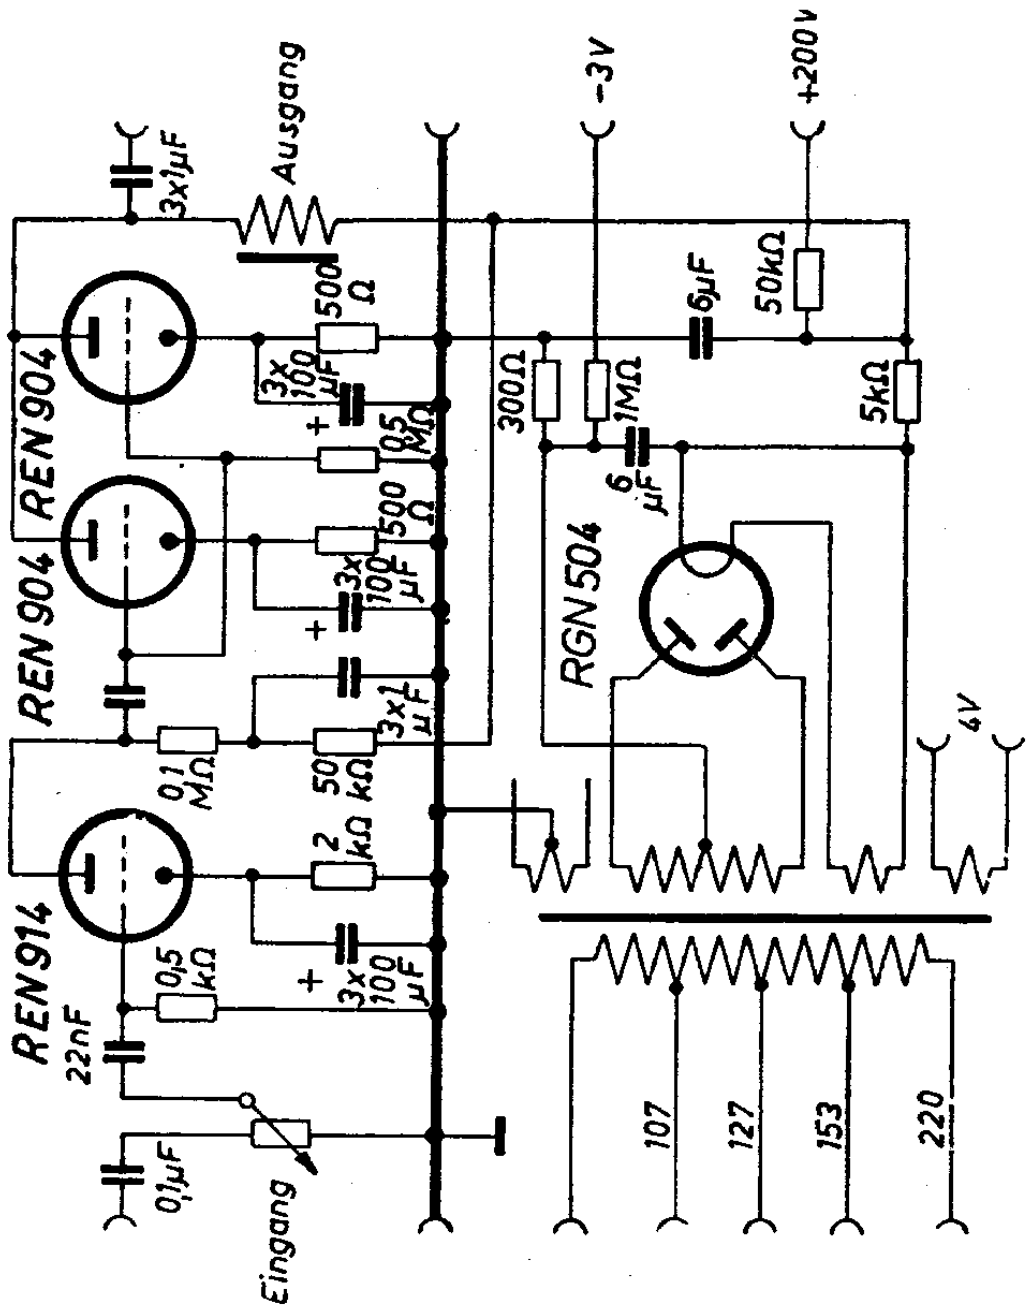 REN914
REN904
REN904
22nF
0,1µF
0,5
kΩ
0,1
MΩ
3x1µF
Eingang
+
3x
100
µF
2
kΩ
50
kΩ
3x1
µF
+
3x
100
µF
500
Ω
0,5
MΩ
+
3x
100
µF
500
Ω
Ausgang
300Ω
-3V
RGN504
6
µF
1MΩ
6µF
50kΩ
+200V
5kΩ
4V
107
127
153
220